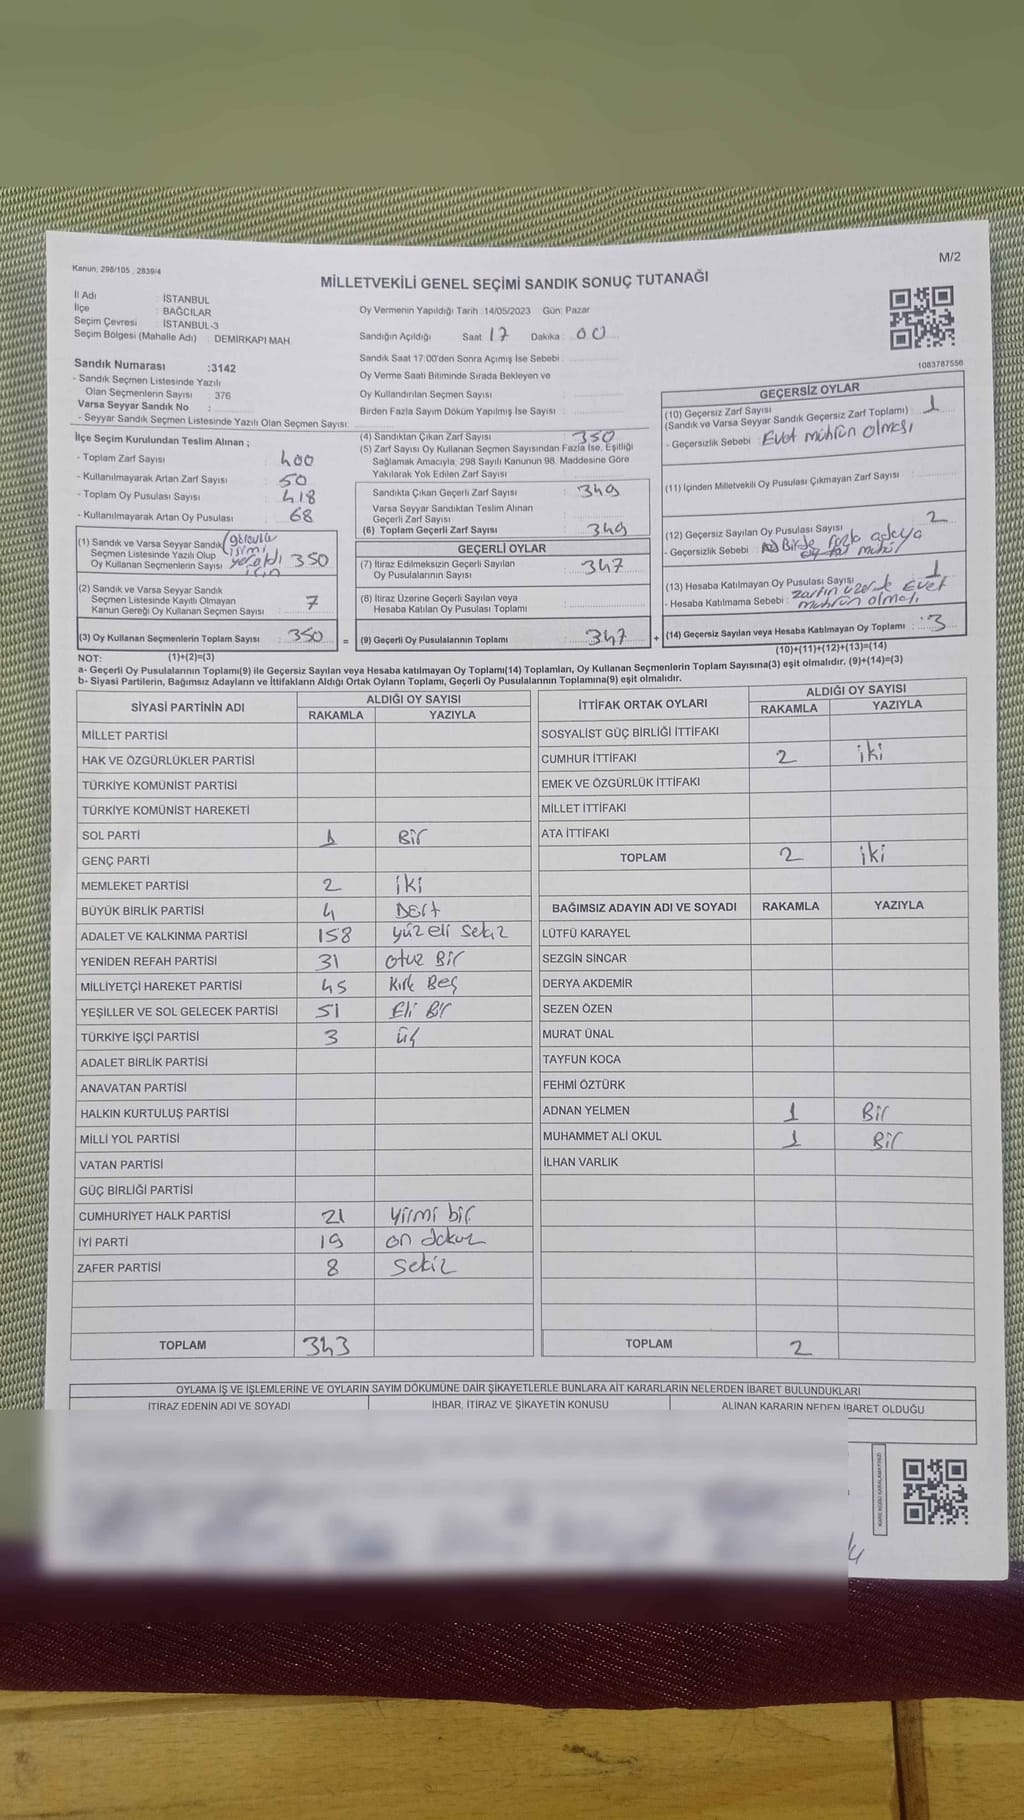 M/2
Kanun, 298/105 , 2839/4
MİLLETVEKİLİ GENEL SEÇİMİ SANDIK SONUÇ TUTANAĞI
İl Adı : İSTANBUL
İlçe : BAĞCILAR
Seçim Çevresi : İSTANBUL-3
Seçim Bölgesi (Mahalle Adı) : DEMİRKAPI MAH.
Oy Vermenin Yapıldığı Tarih :14/05/2023 Gün: Pazar
Sandığın Açıldığı Saat 17 Dakika 00
Sandık Saat 17:00'den Sonra Açımış İse Sebebi
Oy Verme Saati Bitiminde Sırada Bekleyen ve
Oy Kullandırılan Seçmen Sayısı
Birden Fazla Sayım Döküm Yapılmış İse Sayısı
1083787556
Sandık Numarası :3142
- Sandık Seçmen Listesinde Yazılı
Olan Seçmenlerin Sayısı : 376
Varsa Seyyar Sandık No :
- Seyyar Sandık Seçmen Listesinde Yazılı Olan Seçmen Sayısı:
İlçe Seçim Kurulundan Teslim Alınan ;
- Toplam Zarf Sayısı : 400
- Kullanılmayarak Artan Zarf Sayısı : 50
- Toplam Oy Pusulası Sayısı : 418
- Kullanılmayarak Artan Oy Pusulası : 68
(1) Sandık ve Varsa Seyyar Sandık
Seçmen Listesinde Yazılı Olup
Oy Kullanan Seçmenlerin Sayısı 350
(2) Sandık ve Varsa Seyyar Sandık
Seçmen Listesinde Kayıtlı Olmayan
Kanun Gereği Oy Kullanan Seçmen Sayısı 7
(3) Oy Kullanan Seçmenlerin Toplam Sayısı 350 =
(1)+(2)=(3)
(4) Sandıktan Çıkan Zarf Sayısı : 350
(5) Zarf Sayısı Oy Kullanan Seçmen Sayısından Fazla İse, Eşitliği
Sağlamak Amacıyla, 298 Sayılı Kanunun 98. Maddesine Göre
Yakılarak Yok Edilen Zarf Sayısı
Sandıkta Çıkan Geçerli Zarf Sayısı : 349
Varsa Seyyar Sandıktan Teslim Alınan
Geçerli Zarf Sayısı
(6) Toplam Geçerli Zarf Sayısı 349
GEÇERLİ OYLAR
(7) İtiraz Edilmeksizin Geçerli Sayılan
Oy Pusulalarının Sayısı : 347
(8) İtiraz Üzerine Geçerli Sayılan veya
Hesaba Katılan Oy Pusulası Toplamı
(9) Geçerli Oy Pusulalarının Toplamı : 347 +
GEÇERSİZ OYLAR
(10) Geçersiz Zarf Sayısı
(Sandık ve Varsa Seyyar Sandık Geçersiz Zarf Toplamı) : 1
- Geçersizlik Sebebi : Evet mührün olması
(11) İçinden Milletvekili Oy Pusulası Çıkmayan Zarf Sayısı
(12) Geçersiz Sayılan Oy Pusulası Sayısı 2
- Geçersizlik Sebebi : Birde fazla adaya
(13) Hesaba Katılmayan Oy Pusulası Sayısı 1
- Hesaba Katılmama Sebebi : zarfın üzerinde Evet
mührün olması
(14) Geçersiz Sayılan veya Hesaba Katılmayan Oy Toplamı : 3
(10)+(11)+(12)+(13)=(14)
NOT:
a- Geçerli Oy Pusulalarının Toplamı(9) ile Geçersiz Sayılan veya Hesaba Katılmayan Oy Toplamı(14) Toplamları, Oy Kullanan Seçmenlerin Toplam Sayısına(3) eşit olmalıdır. (9)+(14)=(3)
b- Siyasi Partilerin, Bağımsız Adayların ve İttifakların Aldığı Ortak Oyların Toplamı, Geçerli Oy Pusulalarının Toplamına(9) eşit olmalıdır.
SİYASİ PARTİNİN ADI ALDIĞI OY SAYISI
RAKAMLA YAZIYLA
MİLLET PARTİSİ
HAK VE ÖZGÜRLÜKLER PARTİSİ
TÜRKİYE KOMÜNİST PARTİSİ
TÜRKİYE KOMÜNİST HAREKETİ
SOL PARTİ 1 Bir
GENÇ PARTİ
MEMLEKET PARTİSİ 2 iki
BÜYÜK BİRLİK PARTİSİ 4 Dört
ADALET VE KALKINMA PARTİSİ 158 yüz eli sekiz
YENİDEN REFAH PARTİSİ 31 otuz Bir
MİLLİYETÇİ HAREKET PARTİSİ 45 Kırk Beş
YEŞİLLER VE SOL GELECEK PARTİSİ 51 Eli Bir
TÜRKİYE İŞÇİ PARTİSİ 3 üç
ADALET BİRLİK PARTİSİ
ANAVATAN PARTİSİ
HALKIN KURTULUŞ PARTİSİ
MİLLİ YOL PARTİSİ
VATAN PARTİSİ
GÜÇ BİRLİĞİ PARTİSİ
CUMHURİYET HALK PARTİSİ 21 yirmi bir
İYİ PARTİ 19 on dokuz
ZAFER PARTİSİ 8 sekiz
TOPLAM 343
İTTİFAK ORTAK OYLARI ALDIĞI OY SAYISI
RAKAMLA YAZIYLA
SOSYALİST GÜÇ BİRLİĞİ İTTİFAKI
CUMHUR İTTİFAKI 2 iki
EMEK VE ÖZGÜRLÜK İTTİFAKI
MİLLET İTTİFAKI
ATA İTTİFAKI
TOPLAM 2 iki
BAĞIMSIZ ADAYIN ADI VE SOYADI RAKAMLA YAZIYLA
LÜTFÜ KARAYEL
SEZGİN SİNCAR
DERYA AKDEMİR
SEZEN ÖZEN
MURAT ÜNAL
TAYFUN KOCA
FEHMİ ÖZTÜRK
ADNAN YELMEN 1 Bir
MUHAMMET ALİ OKUL 1 Bir
İLHAN VARLIK
TOPLAM 2
OYLAMA İŞ VE İŞLEMLERİNE VE OYLARIN SAYIM DÖKÜMÜNE DAİR ŞİKAYETLERLE BUNLARA AİT KARARLARIN NELERDEN İBARET BULUNDUKLARI
İTİRAZ EDENİN ADI VE SOYADI İHBAR, İTİRAZ VE ŞİKAYETİN KONUSU ALINAN KARARIN NEDEN İBARET OLDUĞU